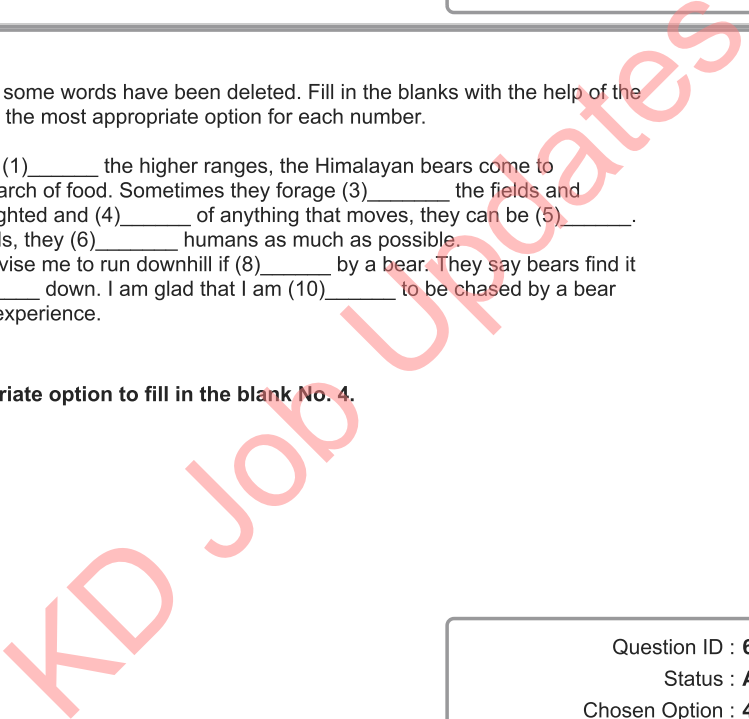 some words have been deleted. Fill in the blanks with the help of the
the most appropriate option for each number.
(1)______ the higher ranges, the Himalayan bears come to
arch of food. Sometimes they forage (3)_______ the fields and
ghted and (4)______ of anything that moves, they can be (5)______.
ls, they (6)_______ humans as much as possible.
vise me to run downhill if (8)______ by a bear. They say bears find it
____ down. I am glad that I am (10)______ to be chased by a bear
experience.
riate option to fill in the blank No. 4.
KD Job Updates
Question ID : 6
Status : A
Chosen Option : 4